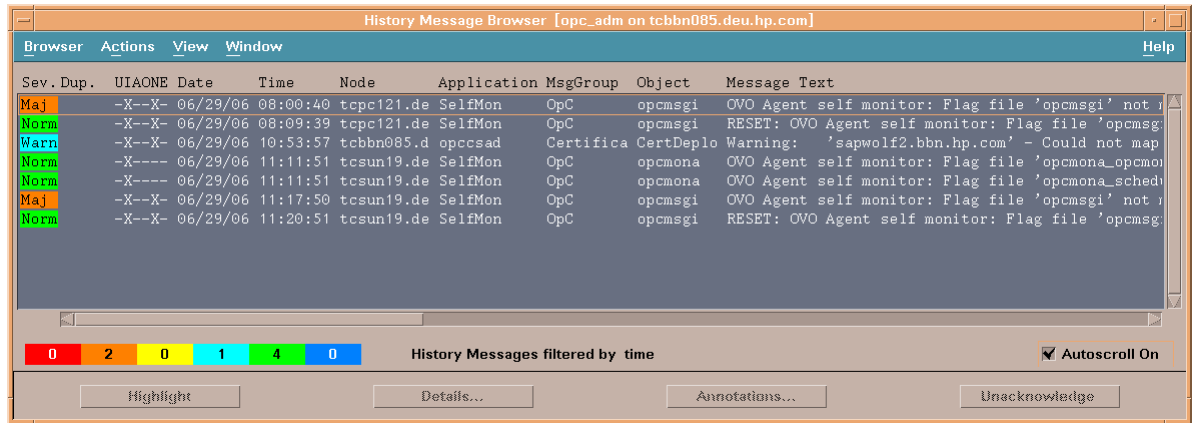 History Message Browser [opc_adm on tcbbn085.deu.hp.com]
Browser Actions View Window Help
Sev. Dup. UIAONE Date Time Node Application MsgGroup Object Message Text
Maj -X--X- 06/29/06 08:00:40 tcpc121.de SelfMon OpC opcmsgi OVO Agent self monitor: Flag file 'opcmsgi' not
Norm -X--X- 06/29/06 08:09:39 tcpc121.de SelfMon OpC opcmsgi RESET: OVO Agent self monitor: Flag file 'opcmsg
Warn -X--X- 06/29/06 10:53:57 tcbbn085.d opccsad Certifica CertDeplo Warning: 'sapwolf2.bbn.hp.com' - Could not map
Norm -X---- 06/29/06 11:11:51 tcsun19.de SelfMon OpC opcmona OVO Agent self monitor: Flag file 'opcmona_opcmo
Norm -X---- 06/29/06 11:11:51 tcsun19.de SelfMon OpC opcmona OVO Agent self monitor: Flag file 'opcmona_sched
Maj -X--X- 06/29/06 11:17:50 tcsun19.de SelfMon OpC opcmsgi OVO Agent self monitor: Flag file 'opcmsgi' not
Norm -X--X- 06/29/06 11:20:51 tcsun19.de SelfMon OpC opcmsgi RESET: OVO Agent self monitor: Flag file 'opcmsg
0 2 0 1 4 0 History Messages filtered by time Autoscroll On
Highlight Details... Annotations... Unacknowledge